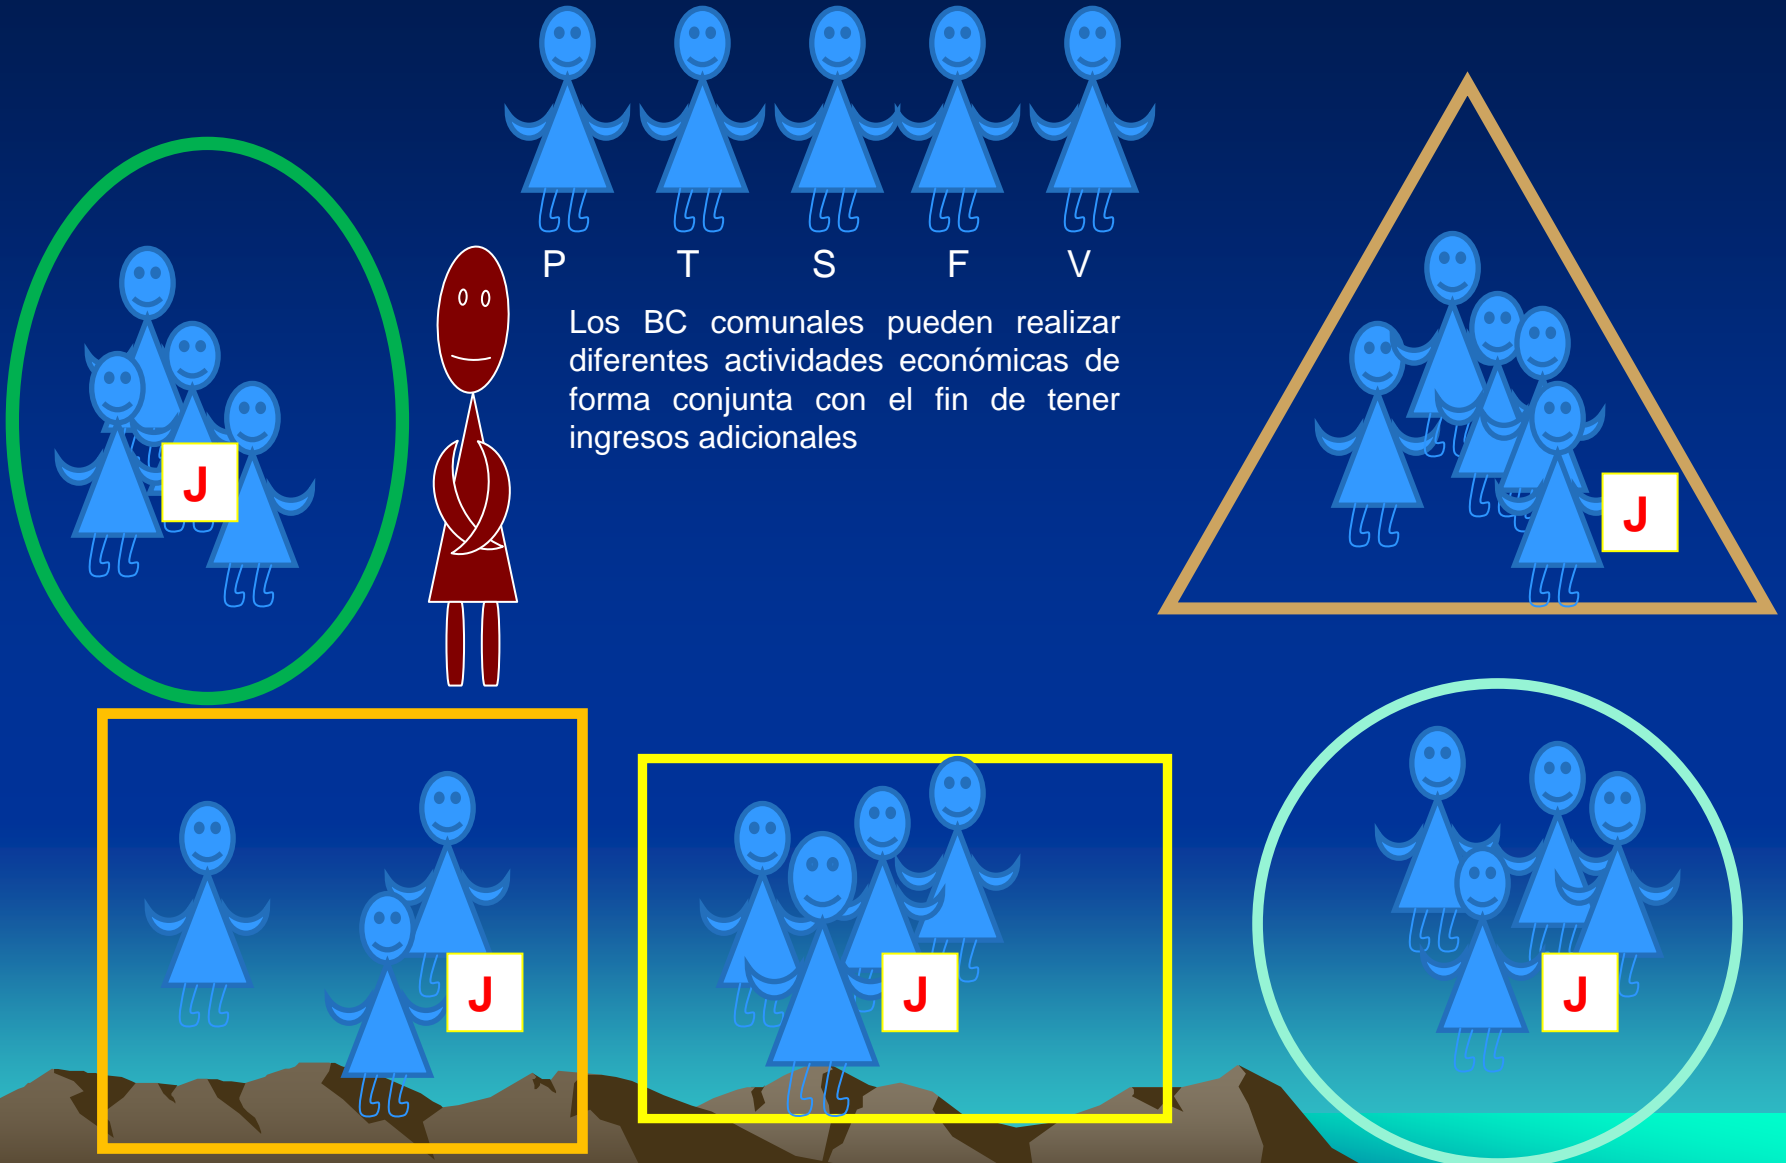 P T S F V
Los BC comunales pueden realizar
diferentes actividades económicas de
forma conjunta con el fin de tener
ingresos adicionales
J
J
J
J
J